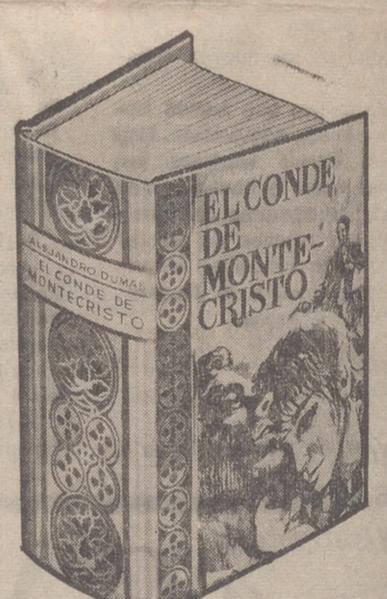 ALEJANDRO DUMAS
EL CONDE DE
MONTECRISTO
EL CONDE
DE
MONTE-
CRISTO